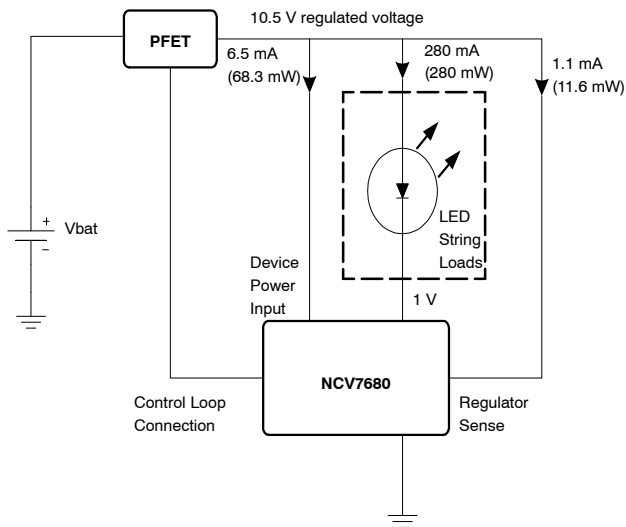 10.5 V regulated voltage
PFET
6.5 mA
(68.3 mW)
280 mA
(280 mW)
1.1 mA
(11.6 mW)
+
Vbat
−
LED
String
Loads
Device
Power
Input
1 V
NCV7680
Control Loop
Connection
Regulator
Sense